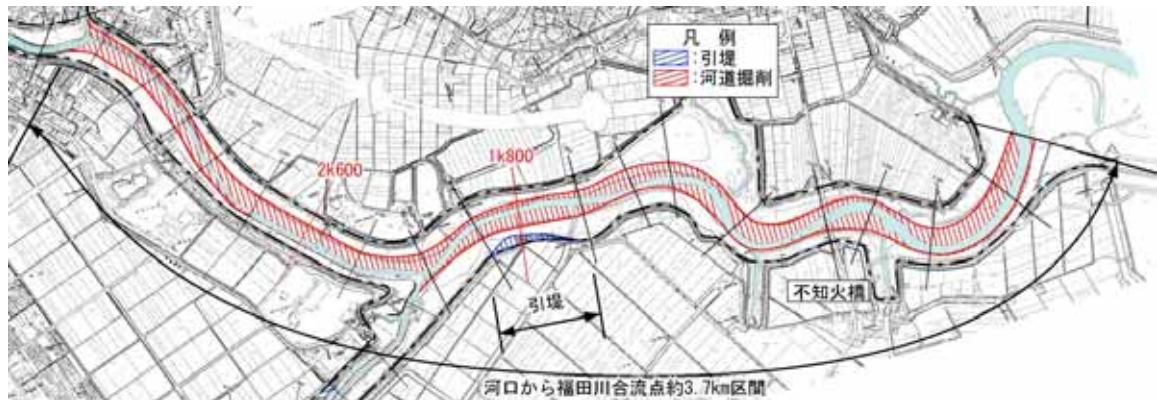 凡 例
:引堤
:河道掘削
2k600
1k800
引堤
不知火橋
河口から福田川合流点約3.7km区間